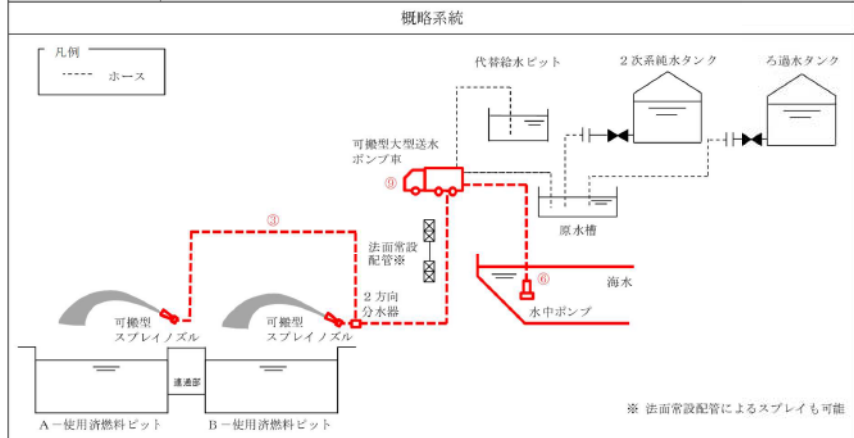 概略系統
凡例
ホース
代替給水ピット
2次系純水タンク
ろ過水タンク
可搬型大型送水
ポンプ車
⑨
③
原水槽
法面常設
配管※
⑥
海水
2方向
分水器
水中ポンプ
可搬型
スプレイノズル
可搬型
スプレイノズル
連通部
A-使用済燃料ピット
B-使用済燃料ピット
※ 法面常設配管によるスプレイも可能